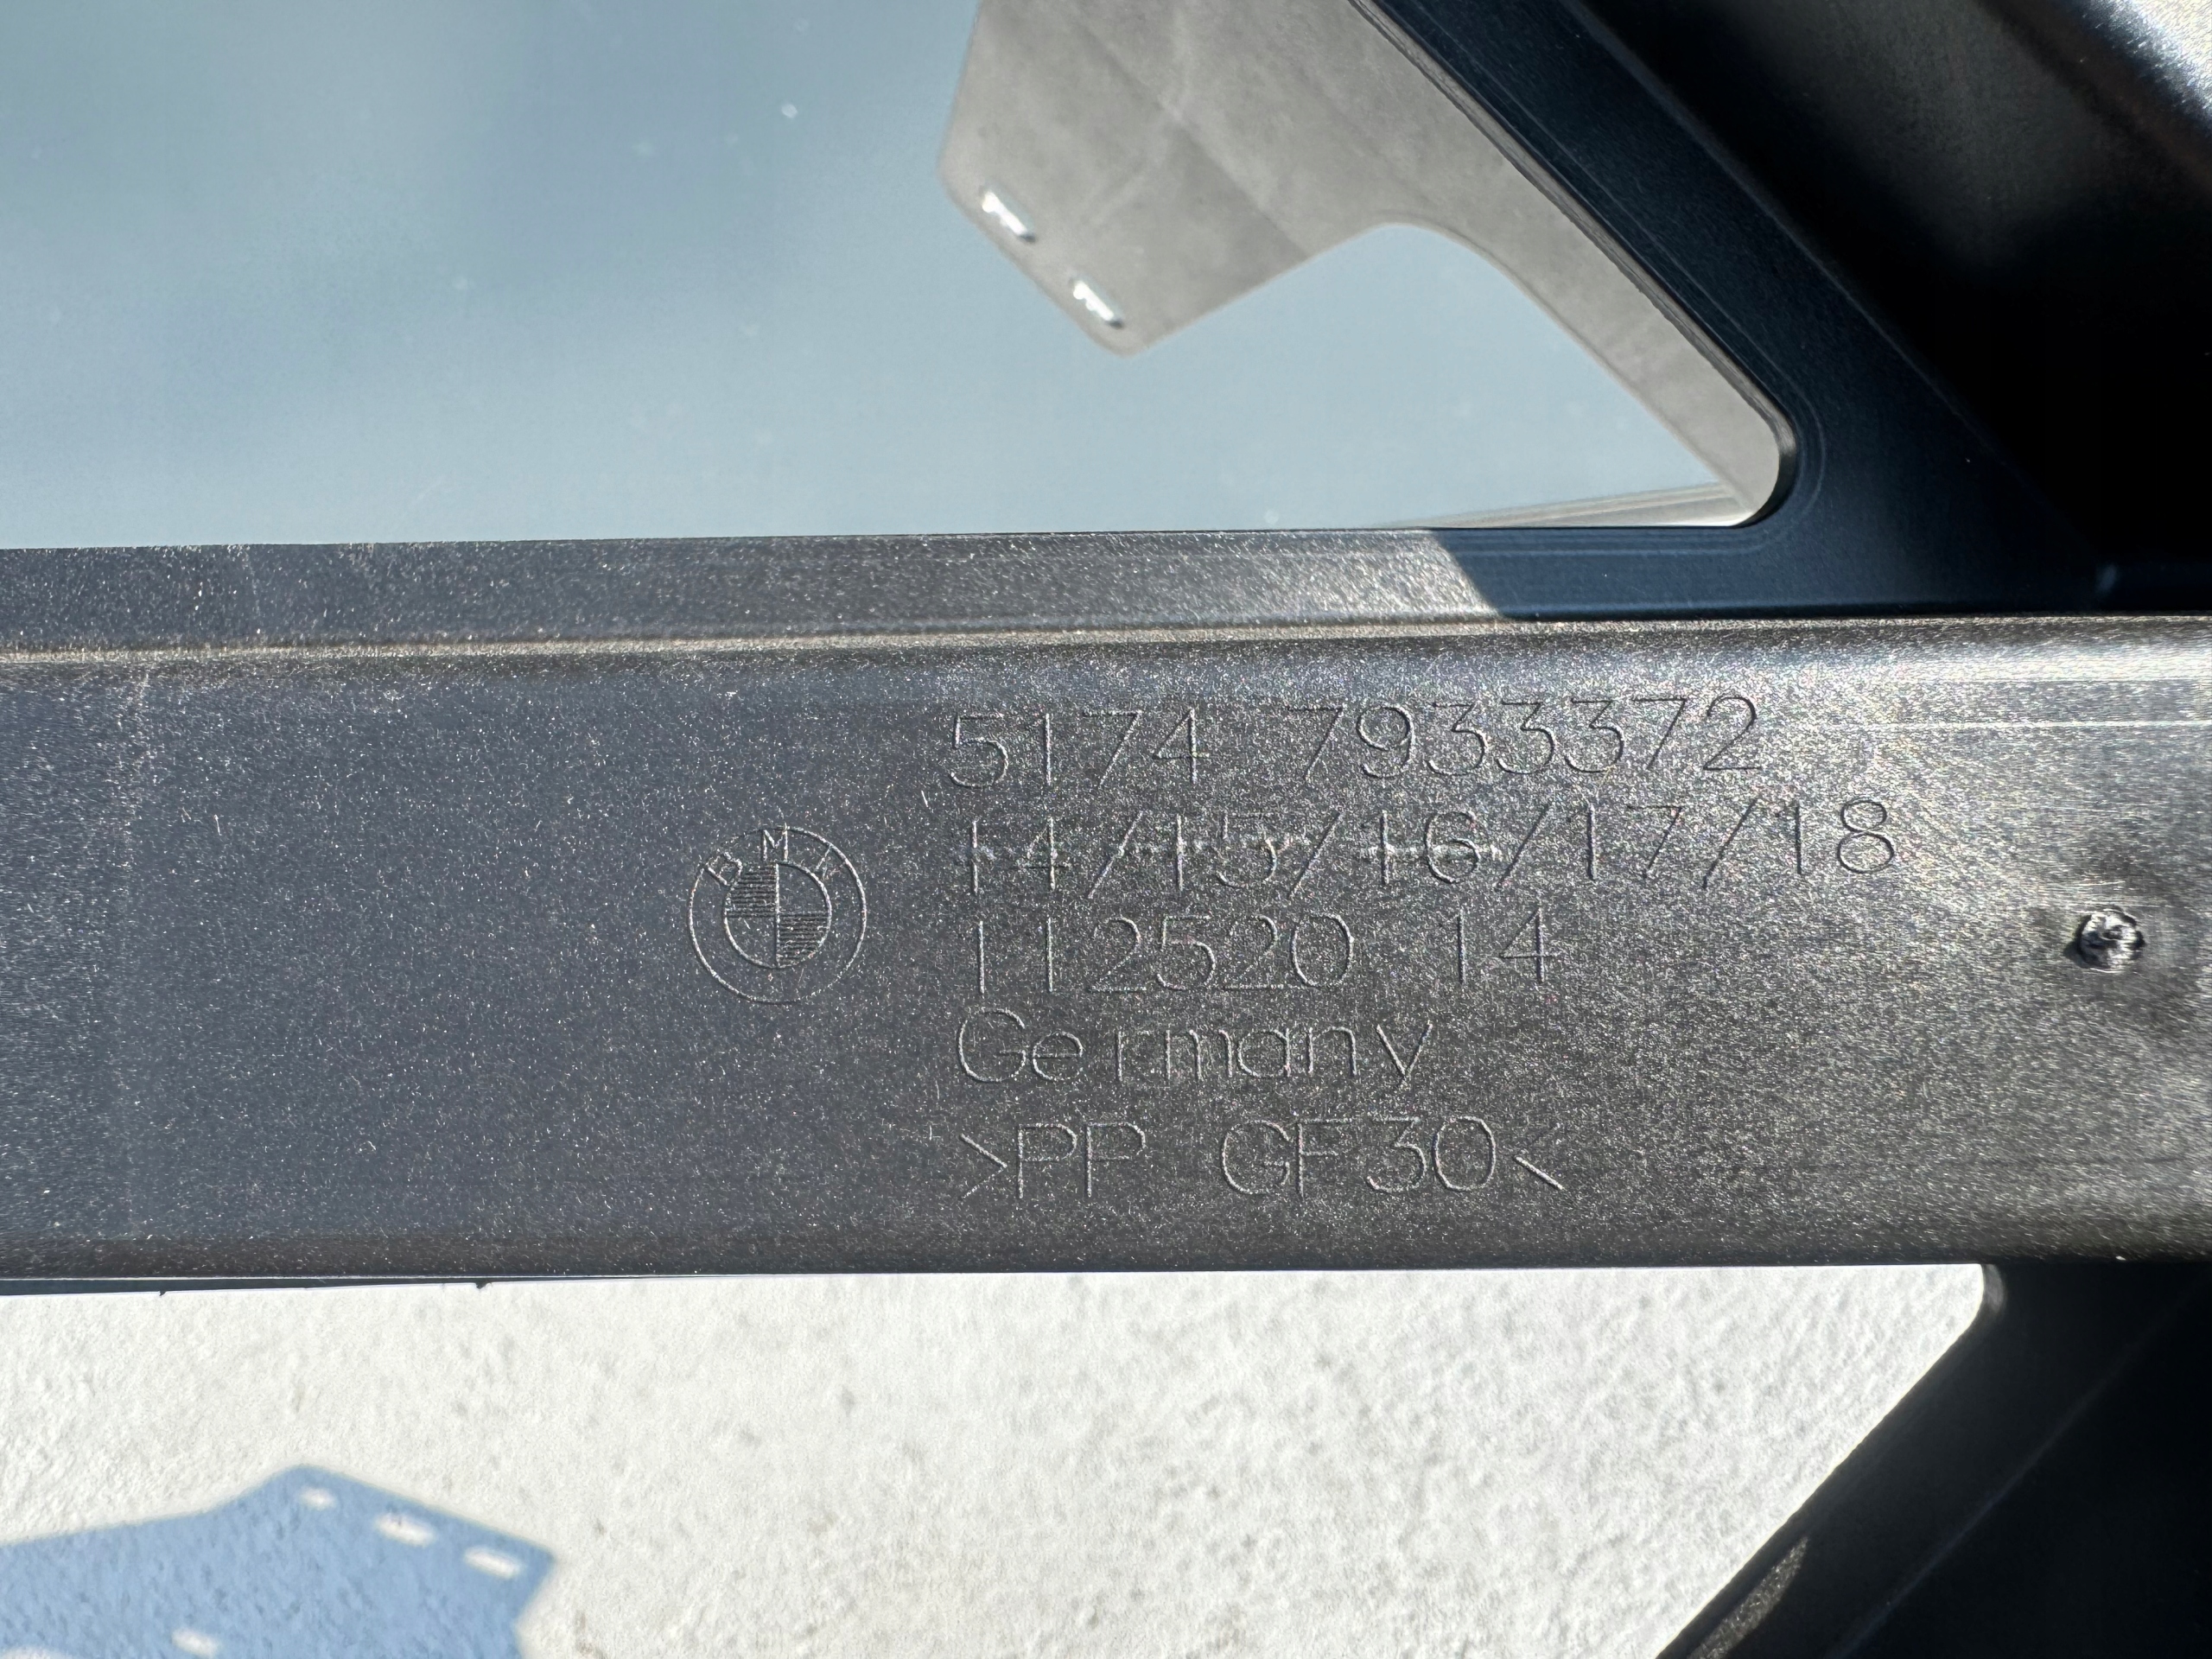 5174 7933372
14/15/16/17/18
BMW
112520 14
Germany
>PP GF30<